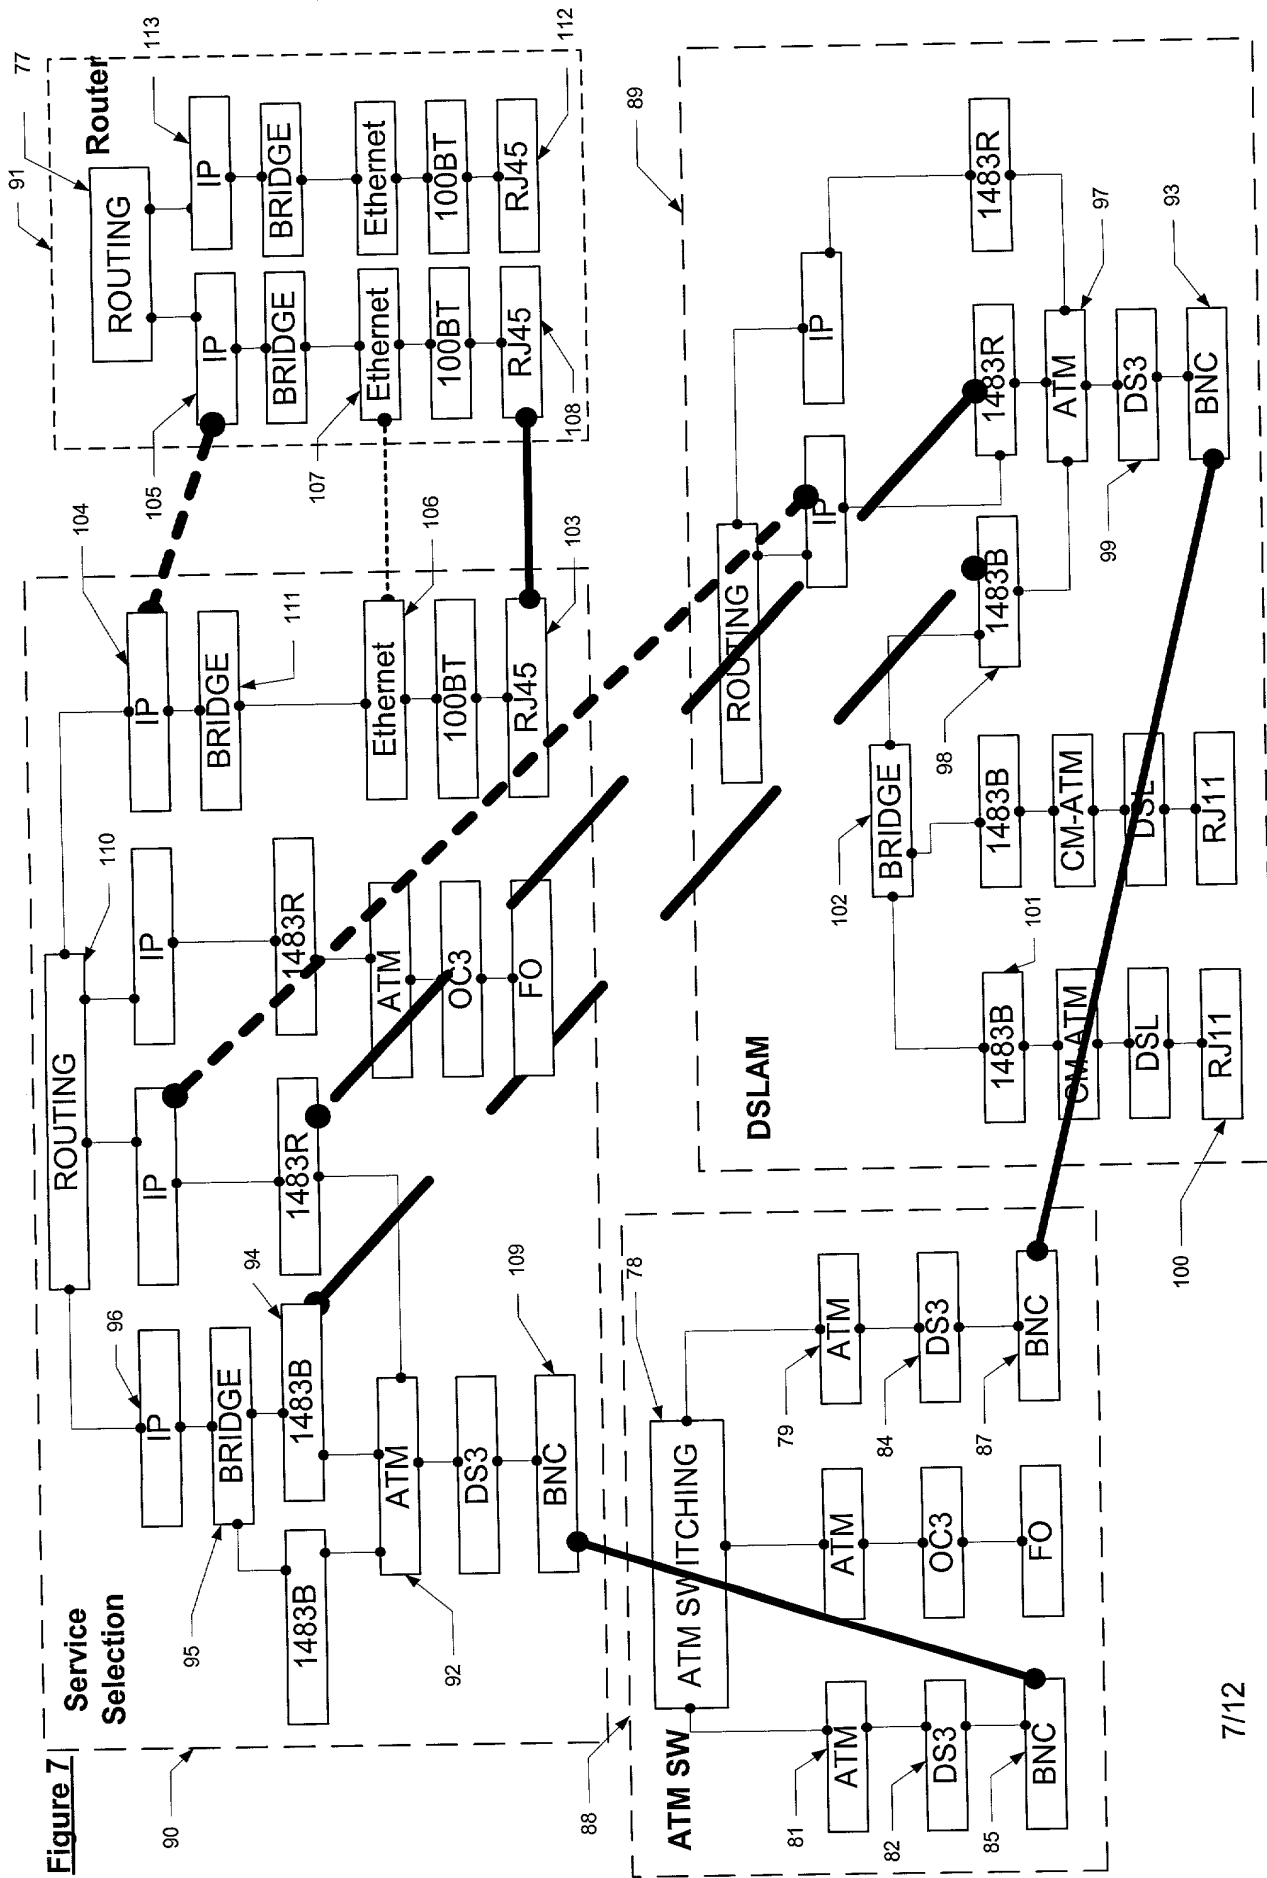 Figure 7
Service
Selection
90
ROUTING
110
96
IP
IP
IP
104
IP
95
BRIDGE
94
BRIDGE
111
1483B
1483B
1483R
1483R
92
ATM
ATM
Ethernet
106
DS3
OC3
100BT
BNC
109
FO
RJ45
103
91
77
Router
ROUTING
105
IP
IP
113
BRIDGE
BRIDGE
107
Ethernet
Ethernet
100BT
100BT
RJ45
RJ45
108
112
88
ATM SW
ATM SWITCHING
78
81
ATM
ATM
79
ATM
82
DS3
OC3
84
DS3
85
BNC
FO
87
BNC
DSLAM
89
ROUTING
IP
IP
102
BRIDGE
98
1483B
101
1483B
1483B
1483R
1483R
CM-ATM
CM-ATM
ATM
97
DSL
DSL
99
DS3
100
RJ11
RJ11
BNC
93
7/12